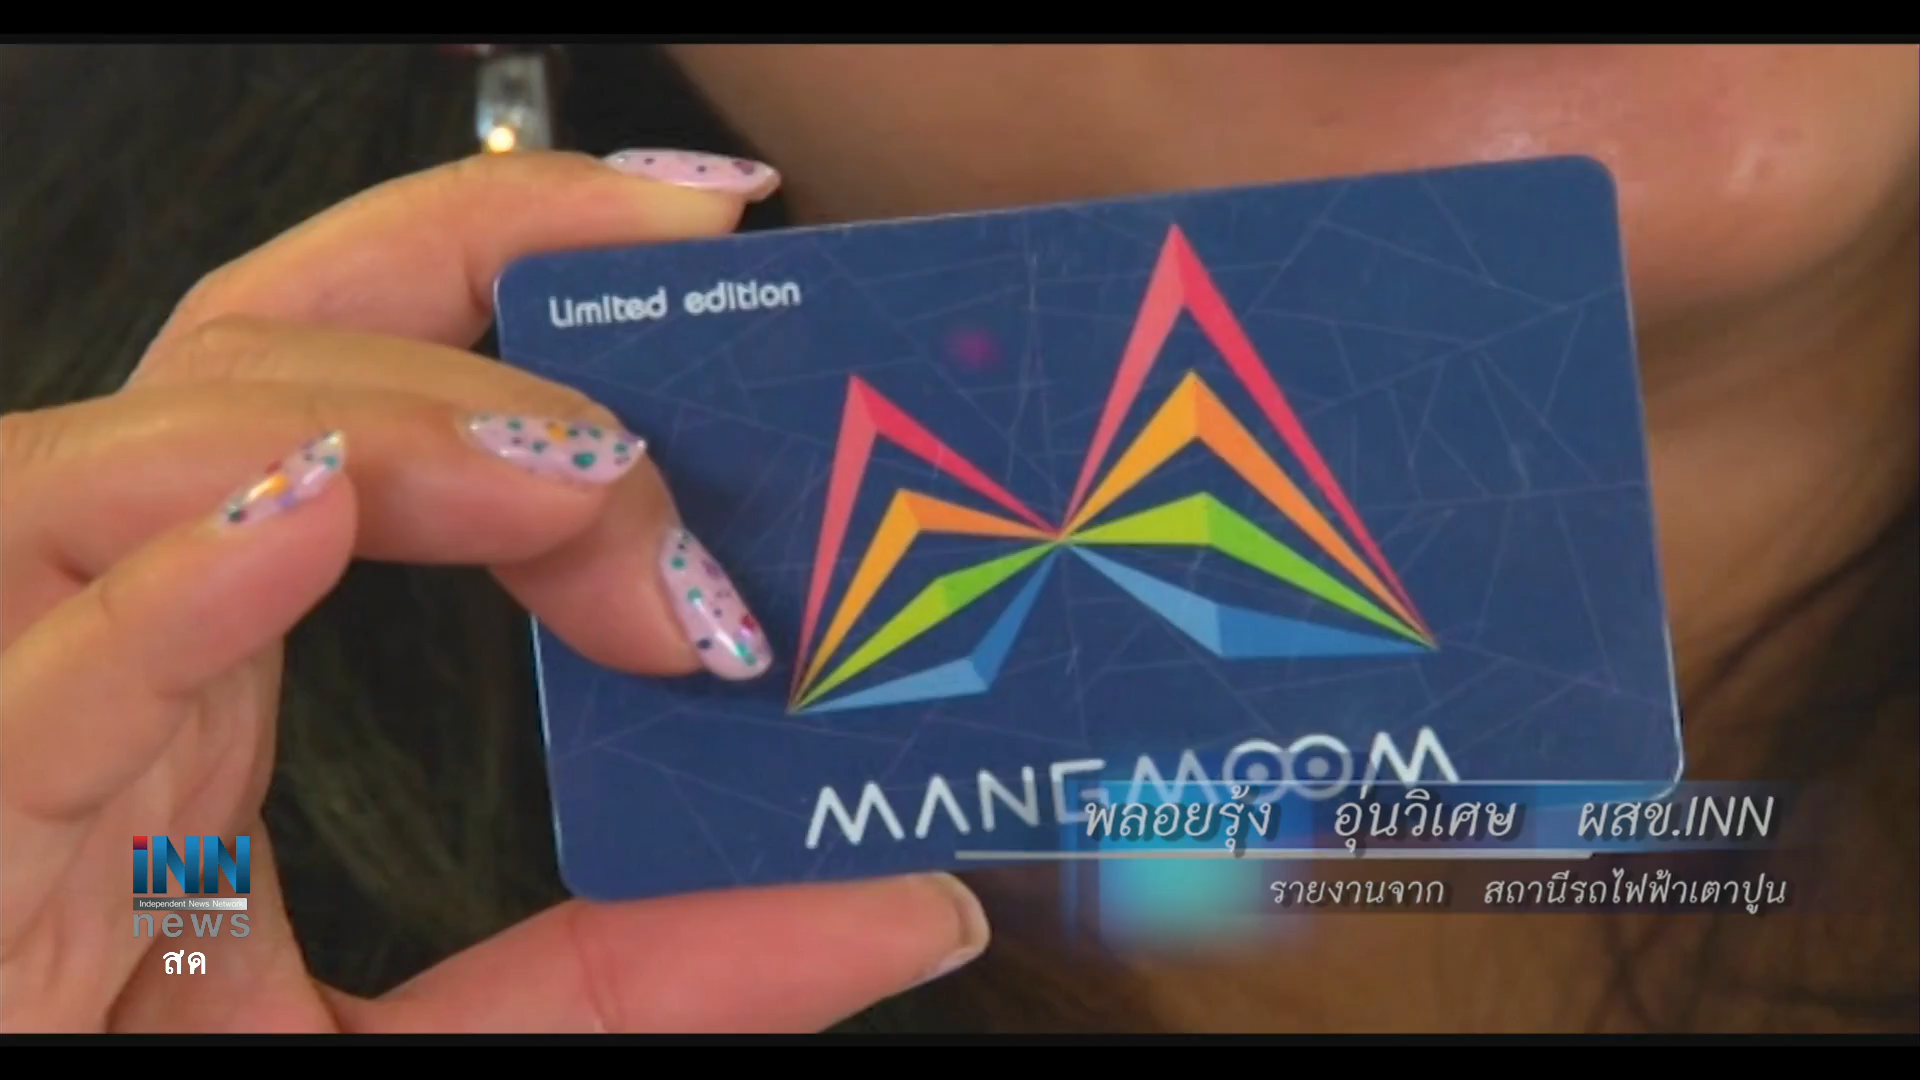 Limited edition
MANGMOOM
พลอยรุ้ง อุ่นวิเศษ ผสข.INN
รายงานจาก สถานีรถไฟฟ้าเตาปูน
iNN
Independent News Network
news
สด